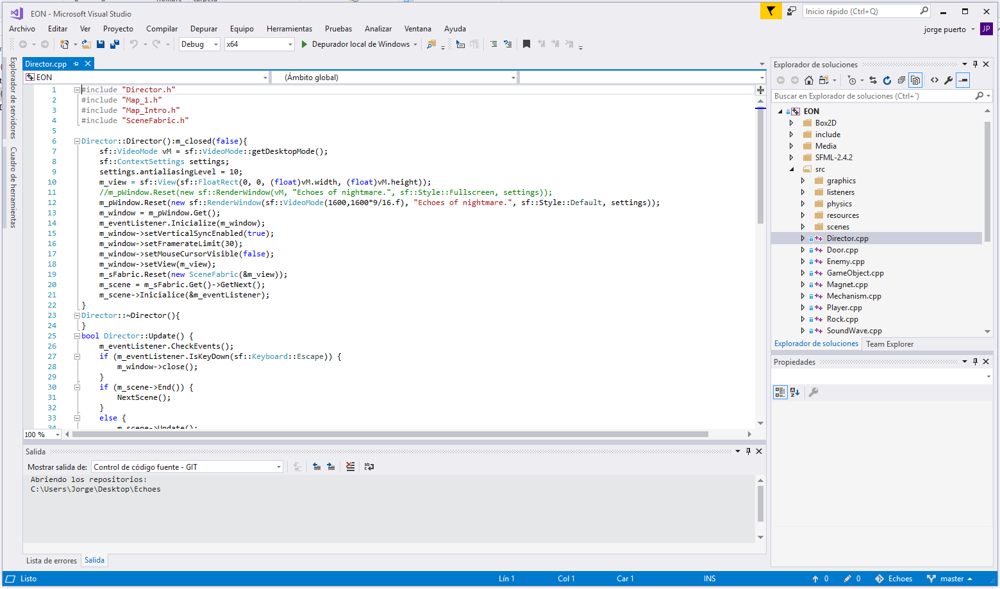 EON - Microsoft Visual Studio
Inicio rápido (Ctrl+Q)
Archivo Editar Ver Proyecto Compilar Depurar Equipo Herramientas Pruebas Analizar Ventana Ayuda
jorge puerto JP
Debug x64 Depurador local de Windows
Explorador de servidores
Cuadro de herramientas
Director.cpp
EON (Ámbito global)
1 #include "Director.h"
2 #include "Map_1.h"
3 #include "Map_Intro.h"
4 #include "SceneFabric.h"
5
6 Director::Director():m_closed(false){
7 sf::VideoMode vM = sf::VideoMode::getDesktopMode();
8 sf::ContextSettings settings;
9 settings.antialiasingLevel = 10;
10 m_view = sf::View(sf::FloatRect(0, 0, (float)vM.width, (float)vM.height));
11 //m_pWindow.Reset(new sf::RenderWindow(vM, "Echoes of nightmare.", sf::Style::Fullscreen, settings));
12 m_pWindow.Reset(new sf::RenderWindow(sf::VideoMode(1600,1600*9/16.f), "Echoes of nightmare.", sf::Style::Default, settings));
13 m_window = m_pWindow.Get();
14 m_eventListener.Inicialize(m_window);
15 m_window->setVerticalSyncEnabled(true);
16 m_window->setFramerateLimit(30);
17 m_window->setMouseCursorVisible(false);
18 m_window->setView(m_view);
19 m_sFabric.Reset(new SceneFabric(&m_view));
20 m_scene = m_sFabric.Get()->GetNext();
21 m_scene->Inicialice(&m_eventListener);
22 }
23 Director::~Director(){
24 }
25 bool Director::Update() {
26 m_eventListener.CheckEvents();
27 if (m_eventListener.IsKeyDown(sf::Keyboard::Escape)) {
28 m_window->close();
29 }
30 if (m_scene->End()) {
31 NextScene();
32 }
33 else {
34 m_scene->Update();
100 %
Salida
Mostrar salida de: Control de código fuente - GIT
Abriendo los repositorios:
C:\Users\Jorge\Desktop\Echoes
Lista de errores Salida
Explorador de soluciones
Buscar en Explorador de soluciones (Ctrl+`)
EON
Box2D
include
Media
SFML-2.4.2
src
graphics
listeners
physics
resources
scenes
Director.cpp
Door.cpp
Enemy.cpp
GameObject.cpp
Magnet.cpp
Mechanism.cpp
Player.cpp
Rock.cpp
SoundWave.cpp
Explorador de soluciones Team Explorer
Propiedades
Listo Lín 1 Col 1 Car 1 INS 0 0 Echoes master